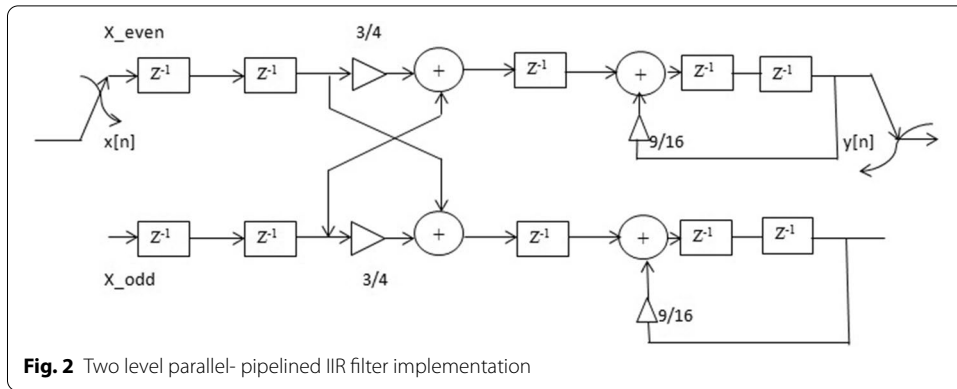 X_even
3/4
Z-1 Z-1 + Z-1 + Z-1 Z-1
x[n] 9/16 y[n]
Z-1 Z-1 + Z-1 + Z-1 Z-1
X_odd 3/4
9/16
Fig. 2 Two level parallel- pipelined IIR filter implementation